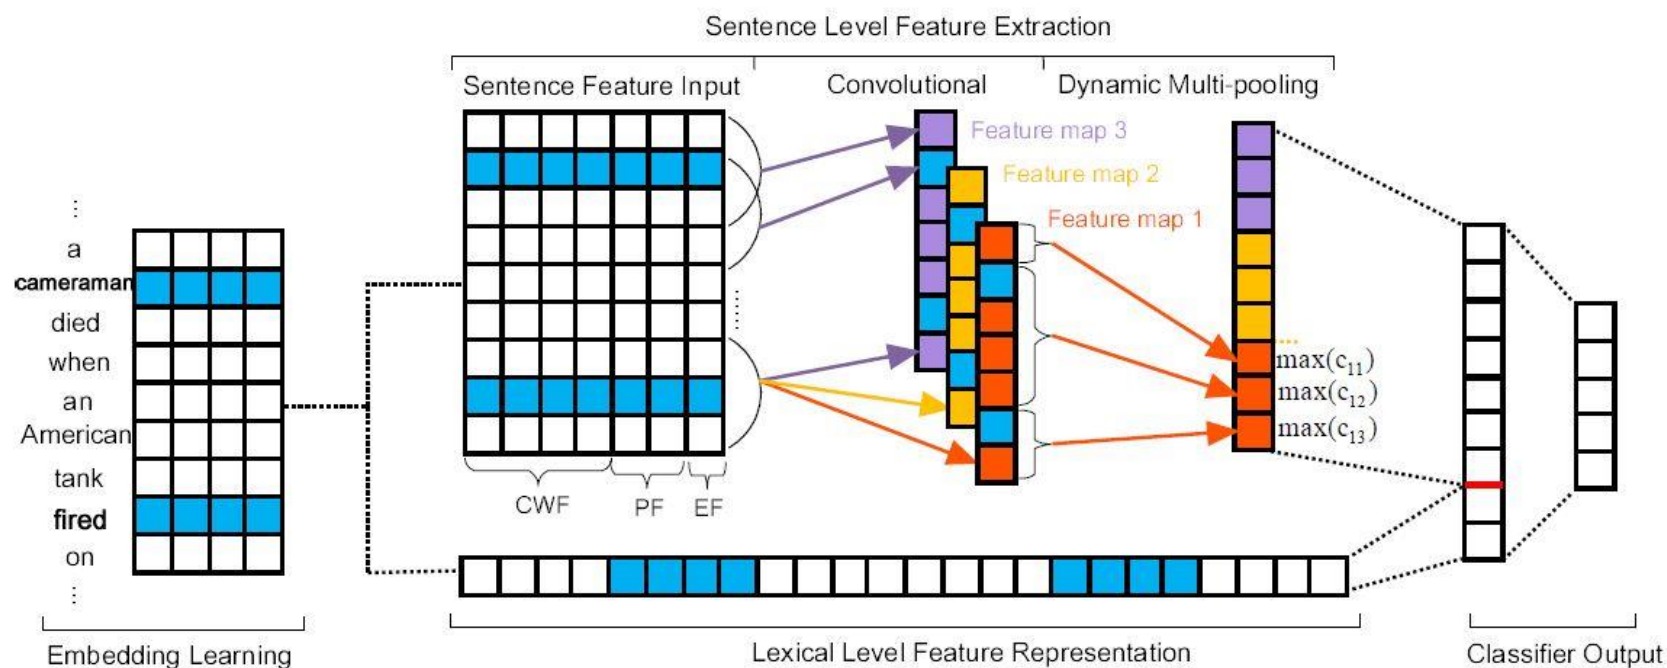 Sentence Level Feature Extraction
Sentence Feature Input
Convolutional
Dynamic Multi-pooling
Feature map 3
Feature map 2
Feature map 1
⋮
a
cameraman
died
when
an
American
tank
fired
on
⋮
max(c₁₁)
max(c₁₂)
max(c₁₃)
CWF
PF
EF
Embedding Learning
Lexical Level Feature Representation
Classifier Output